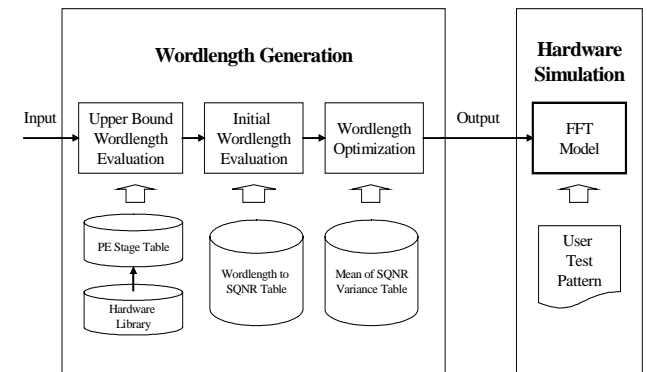 Wordlength Generation
Hardware
Simulation
Input
Upper Bound
Wordlength
Evaluation
Initial
Wordlength
Evaluation
Wordlength
Optimization
Output
FFT
Model
PE Stage Table
Hardware
Library
Wordlength to
SQNR Table
Mean of SQNR
Variance Table
User
Test
Pattern